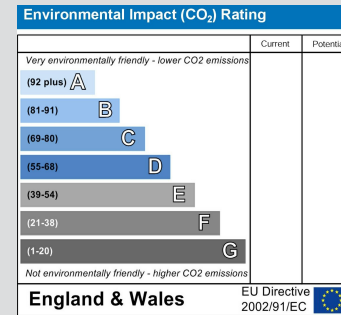 Environmental Impact (CO₂) Rating
Current Potentia
Very environmentally friendly - lower CO2 emissions
(92 plus) A
(81-91) B
(69-80) C
(55-68) D
(39-54) E
(21-38) F
(1-20) G
Not environmentally friendly - higher CO2 emissions
England & Wales
EU Directive
2002/91/EC